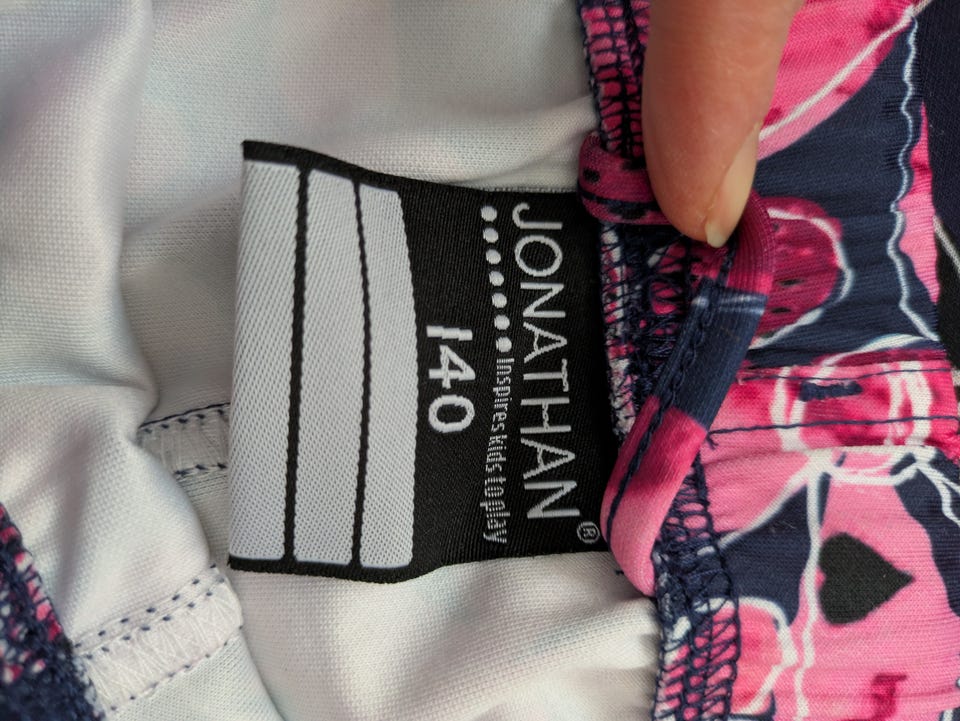 JONATHAN®
Inspires kids to play
140